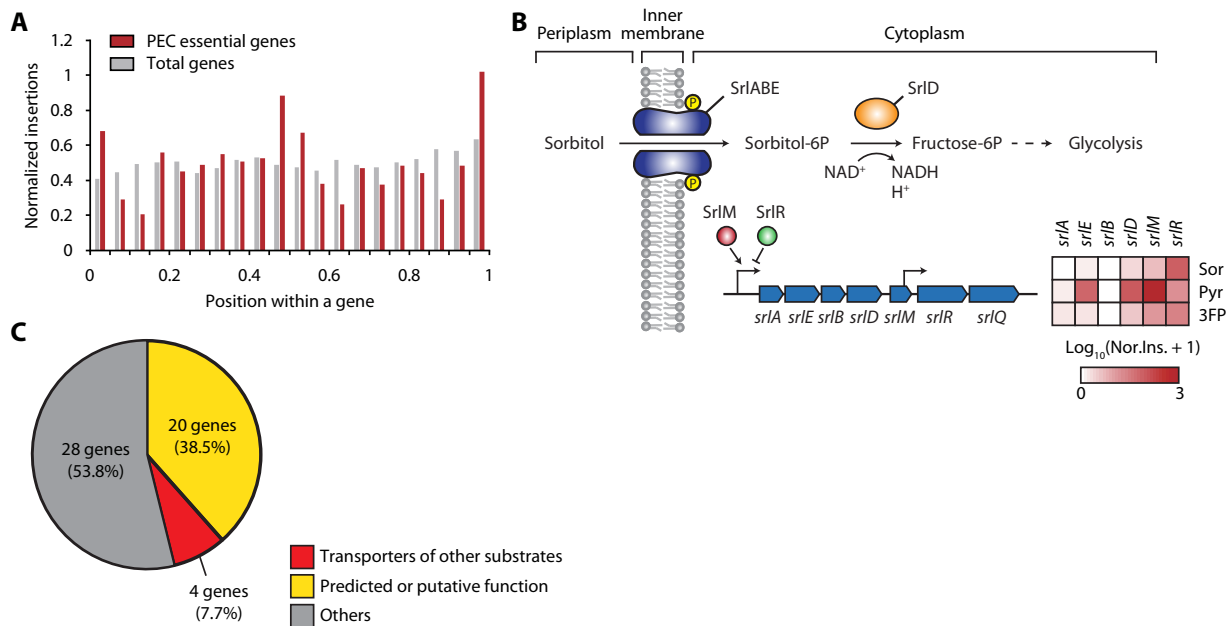 A
1.2
1
0.8
0.6
0.4
0.2
0
Normalized insertions
PEC essential genes
Total genes
0
0.2
0.4
0.6
0.8
1
Position within a gene
B
Periplasm
Inner
membrane
Cytoplasm
P
SrlABE
SrlD
Sorbitol
Sorbitol-6P
Fructose-6P
Glycolysis
NAD⁺
NADH
H⁺
P
SrlM
SrlR
srlA
srlE
srlB
srlD
srlM
srlR
srlQ
srlA
srlE
srlB
srlD
srlM
srlR
Sor
Pyr
3FP
Log₁₀(Nor.Ins. + 1)
0
3
C
28 genes
(53.8%)
20 genes
(38.5%)
4 genes
(7.7%)
Transporters of other substrates
Predicted or putative function
Others